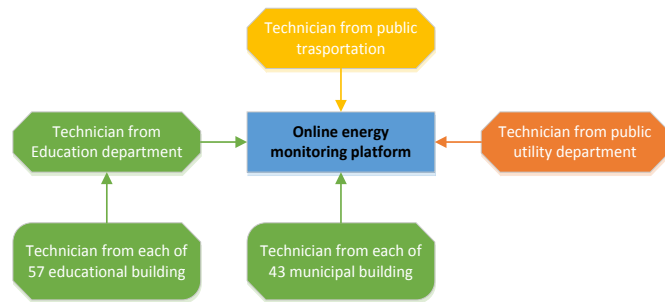 Technician from public
trasportation
Technician from
Education department
Online energy
monitoring platform
Technician from public
utility department
Technician from each of
57 educational building
Technician from each of
43 municipal building